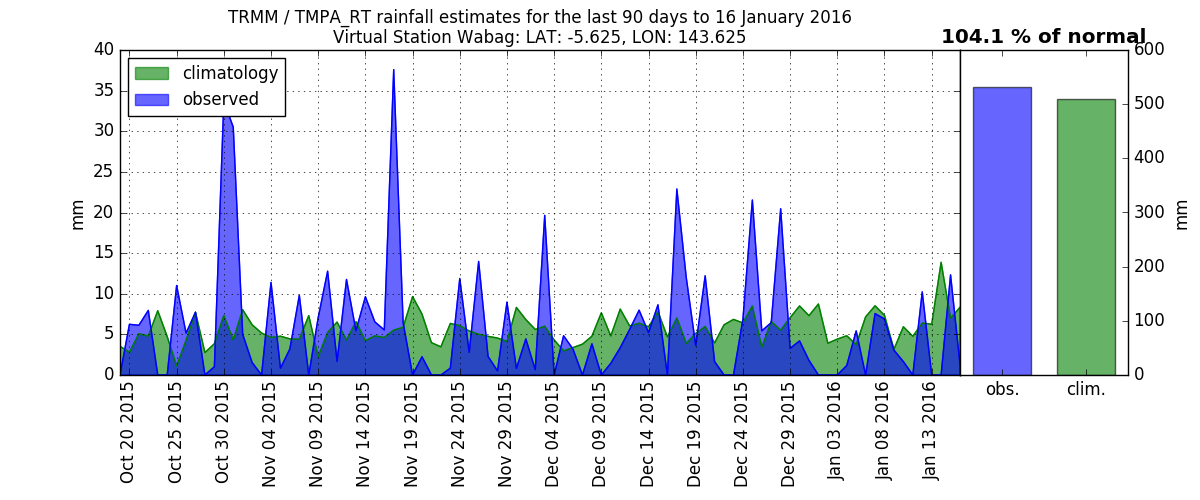 TRMM / TMPA_RT rainfall estimates for the last 90 days to 16 January 2016
Virtual Station Wabag: LAT: -5.625, LON: 143.625
104.1 % of normal
climatology
observed
40
35
30
25
20
15
10
5
0
mm
Oct 20 2015
Oct 25 2015
Oct 30 2015
Nov 04 2015
Nov 09 2015
Nov 14 2015
Nov 19 2015
Nov 24 2015
Nov 29 2015
Dec 04 2015
Dec 09 2015
Dec 14 2015
Dec 19 2015
Dec 24 2015
Dec 29 2015
Jan 03 2016
Jan 08 2016
Jan 13 2016
600
500
400
300
200
100
0
mm
obs.
clim.